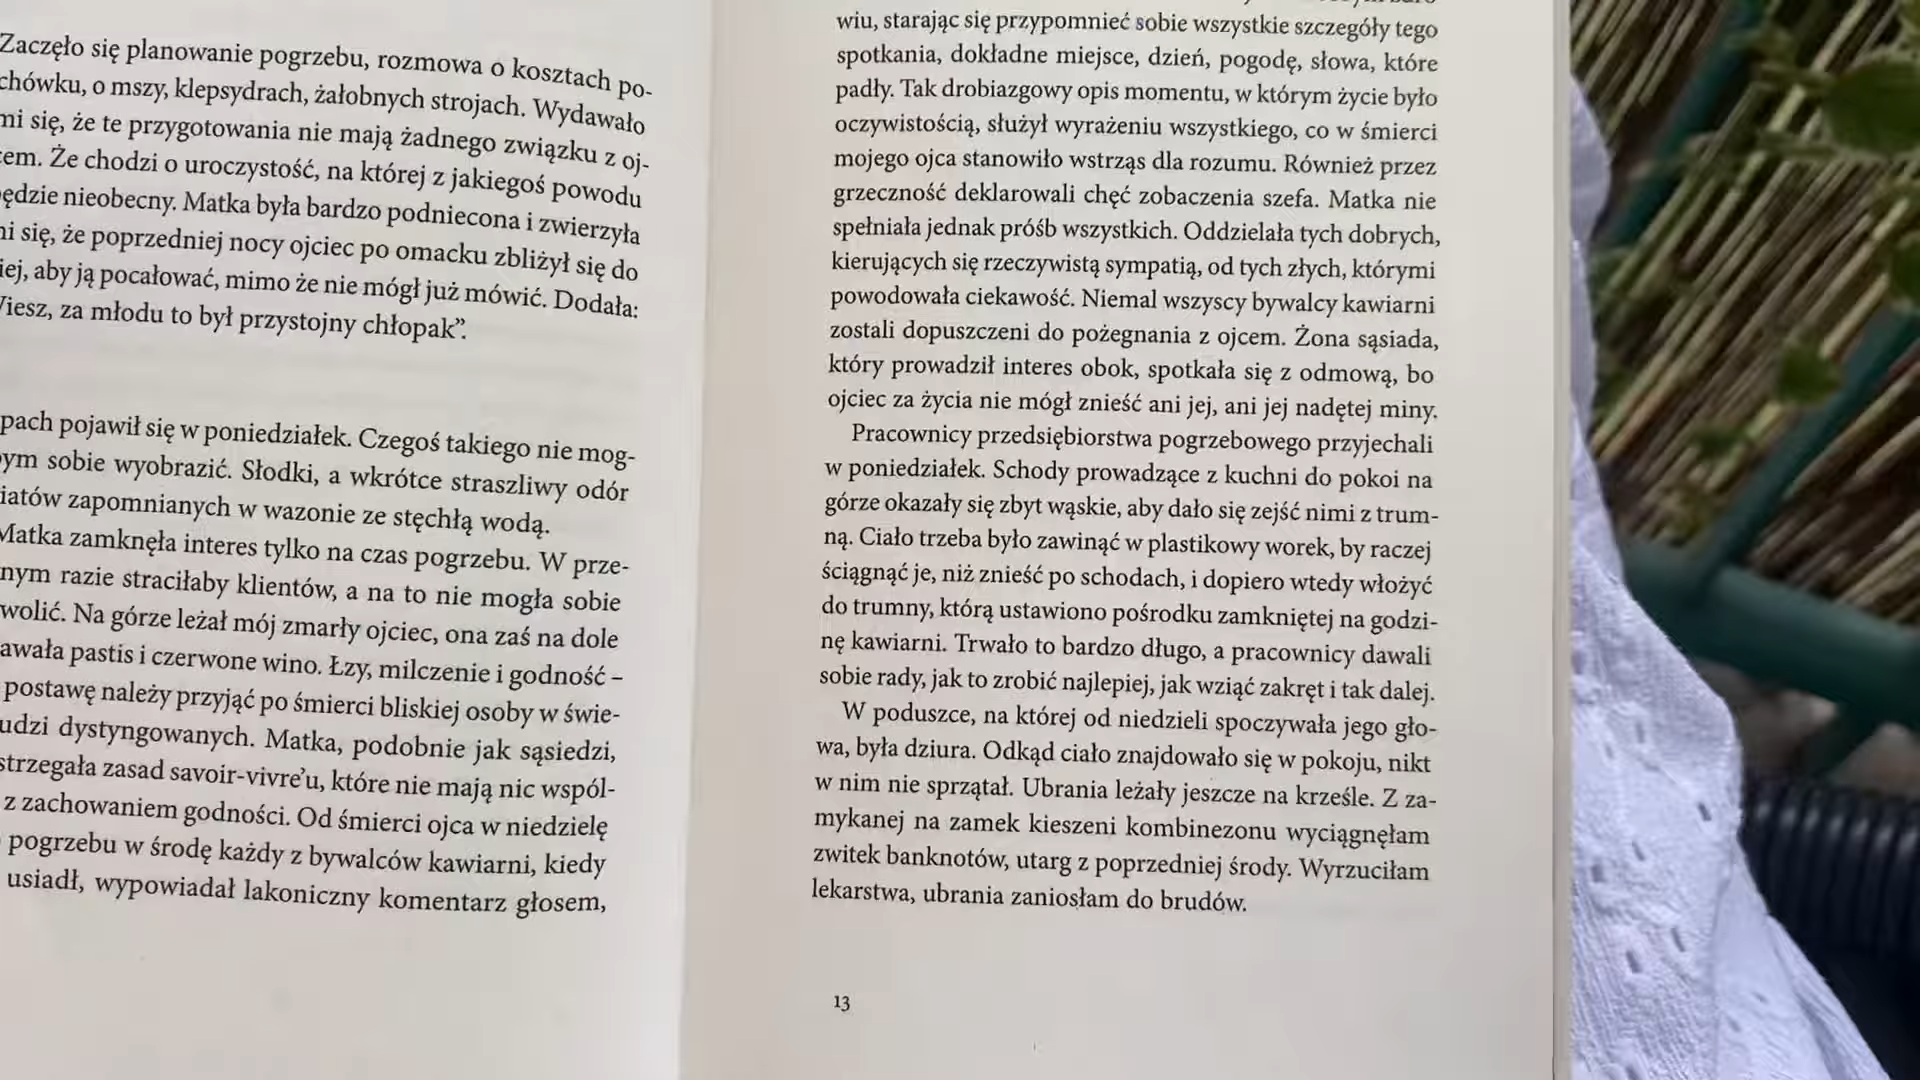 Zaczęło się planowanie pogrzebu, rozmowa o kosztach po-
chówku, o mszy, klepsydrach, żałobnych strojach. Wydawało
mi się, że te przygotowania nie mają żadnego związku z oj-
cem. Że chodzi o uroczystość, na której z jakiegoś powodu
będzie nieobecny. Matka była bardzo podniecona i zwierzyła
mi się, że poprzedniej nocy ojciec po omacku zbliżył się do
niej, aby ją pocałować, mimo że nie mógł już mówić. Dodała:
Wiesz, za młodu to był przystojny chłopak”.
pach pojawił się w poniedziałek. Czegoś takiego nie mog-
ym sobie wyobrazić. Słodki, a wkrótce straszliwy odór
iatów zapomnianych w wazonie ze stęchłą wodą.
Matka zamknęła interes tylko na czas pogrzebu. W prze-
nym razie straciłaby klientów, a na to nie mogła sobie
wolić. Na górze leżał mój zmarły ojciec, ona zaś na dole
awała pastis i czerwone wino. Łzy, milczenie i godność –
postawę należy przyjąć po śmierci bliskiej osoby w świe-
udzi dystyngowanych. Matka, podobnie jak sąsiedzi,
strzegała zasad savoir-vivre’u, które nie mają nic wspól-
z zachowaniem godności. Od śmierci ojca w niedzielę
pogrzebu w środę każdy z bywalców kawiarni, kiedy
usiadł, wypowiadał lakoniczny komentarz głosem,
wiu, starając się przypomnieć sobie wszystkie szczegóły tego
spotkania, dokładne miejsce, dzień, pogodę, słowa, które
padły. Tak drobiazgowy opis momentu, w którym życie było
oczywistością, służył wyrażeniu wszystkiego, co w śmierci
mojego ojca stanowiło wstrząs dla rozumu. Również przez
grzeczność deklarowali chęć zobaczenia szefa. Matka nie
spełniała jednak próśb wszystkich. Oddzielała tych dobrych,
kierujących się rzeczywistą sympatią, od tych złych, którymi
powodowała ciekawość. Niemal wszyscy bywalcy kawiarni
zostali dopuszczeni do pożegnania z ojcem. Żona sąsiada,
który prowadził interes obok, spotkała się z odmową, bo
ojciec za życia nie mógł znieść ani jej, ani jej nadętej miny.
Pracownicy przedsiębiorstwa pogrzebowego przyjechali
w poniedziałek. Schody prowadzące z kuchni do pokoi na
górze okazały się zbyt wąskie, aby dało się zejść nimi z trum-
ną. Ciało trzeba było zawinąć w plastikowy worek, by raczej
ściągnąć je, niż znieść po schodach, i dopiero wtedy włożyć
do trumny, którą ustawiono pośrodku zamkniętej na godzi-
nę kawiarni. Trwało to bardzo długo, a pracownicy dawali
sobie rady, jak to zrobić najlepiej, jak wziąć zakręt i tak dalej.
W poduszce, na której od niedzieli spoczywała jego gło-
wa, była dziura. Odkąd ciało znajdowało się w pokoju, nikt
w nim nie sprzątał. Ubrania leżały jeszcze na krześle. Z za-
mykanej na zamek kieszeni kombinezonu wyciągnęłam
zwitek banknotów, utarg z poprzedniej środy. Wyrzuciłam
lekarstwa, ubrania zaniosłam do brudów.
13